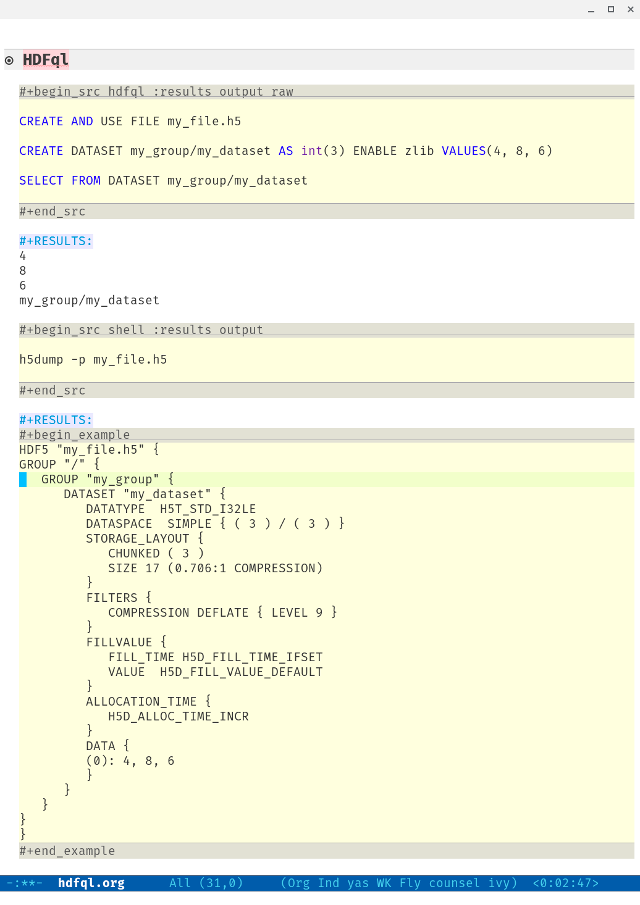 HDFql
#+begin_src hdfql :results output raw
CREATE AND USE FILE my_file.h5
CREATE DATASET my_group/my_dataset AS int(3) ENABLE zlib VALUES(4, 8, 6)
SELECT FROM DATASET my_group/my_dataset
#+end_src
#+RESULTS:
4
8
6
my_group/my_dataset
#+begin_src shell :results output
h5dump -p my_file.h5
#+end_src
#+RESULTS:
#+begin_example
HDF5 "my_file.h5" {
GROUP "/" {
   GROUP "my_group" {
      DATASET "my_dataset" {
         DATATYPE  H5T_STD_I32LE
         DATASPACE  SIMPLE { ( 3 ) / ( 3 ) }
         STORAGE_LAYOUT {
            CHUNKED ( 3 )
            SIZE 17 (0.706:1 COMPRESSION)
         }
         FILTERS {
            COMPRESSION DEFLATE { LEVEL 9 }
         }
         FILLVALUE {
            FILL_TIME H5D_FILL_TIME_IFSET
            VALUE  H5D_FILL_VALUE_DEFAULT
         }
         ALLOCATION_TIME {
            H5D_ALLOC_TIME_INCR
         }
         DATA {
         (0): 4, 8, 6
         }
      }
   }
}
}
#+end_example
-:**-  hdfql.org      All (31,0)     (Org Ind yas WK Fly counsel ivy)  <0:02:47>